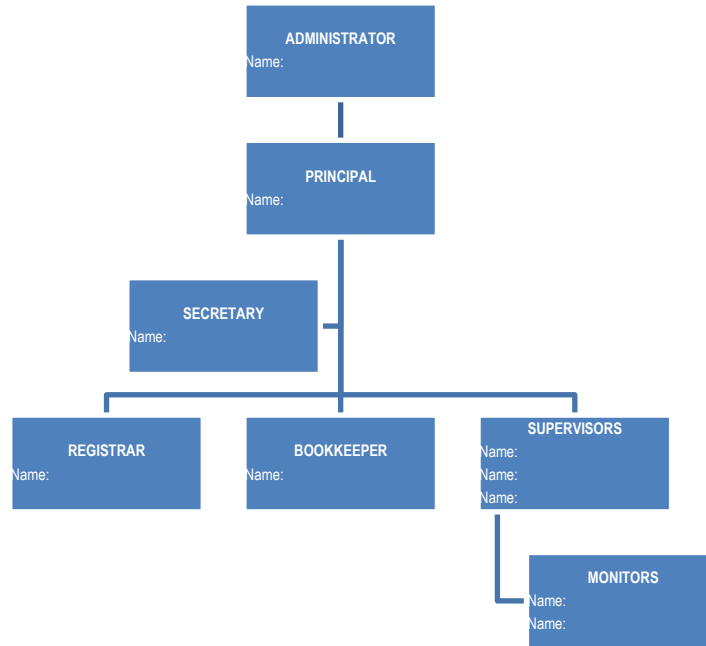 ADMINISTRATOR
Name:
PRINCIPAL
Name:
SECRETARY
Name:
REGISTRAR
Name:
BOOKKEEPER
Name:
SUPERVISORS
Name:
Name:
Name:
MONITORS
Name:
Name: